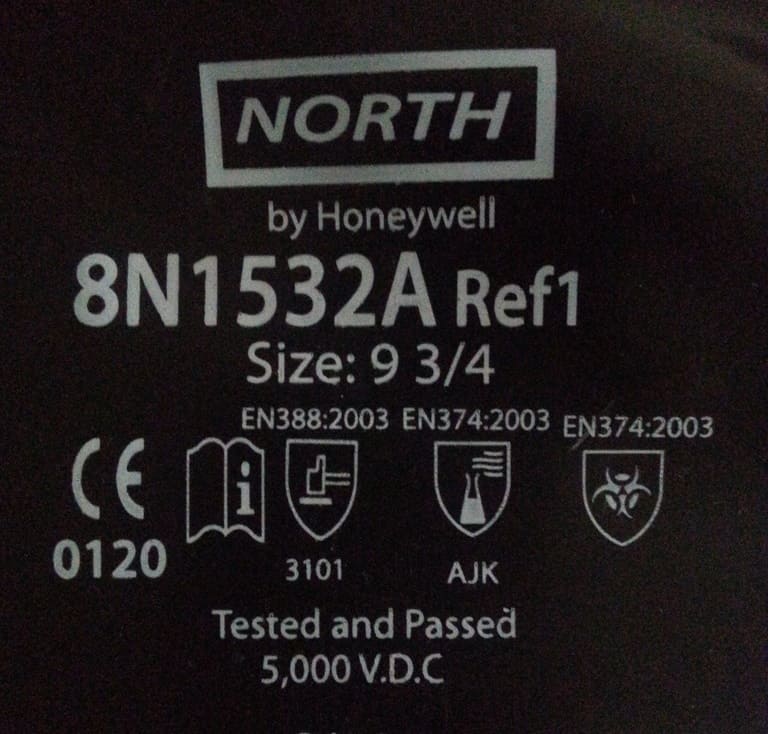 NORTH
by Honeywell
8N1532A Ref1
Size: 9 3/4
EN388:2003 EN374:2003 EN374:2003
CE i
0120 3101 AJK
Tested and Passed
5,000 V.D.C